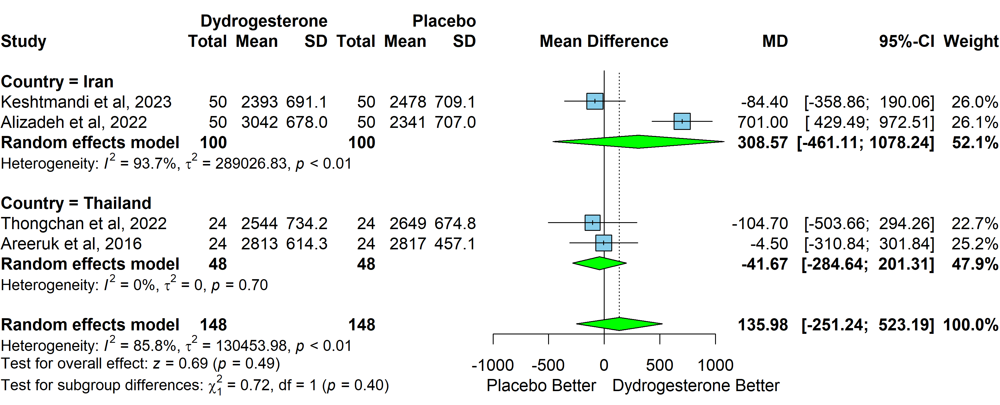 Dydrogesterone Placebo
Study Total Mean SD Total Mean SD Mean Difference MD 95%-CI Weight
Country = Iran
Keshtmandi et al, 2023 50 2393 691.1 50 2478 709.1 -84.40 [-358.86; 190.06] 26.0%
Alizadeh et al, 2022 50 3042 678.0 50 2341 707.0 701.00 [ 429.49; 972.51] 26.1%
Random effects model 100 100 308.57 [-461.11; 1078.24] 52.1%
Heterogeneity: I² = 93.7%, τ² = 289026.83, p < 0.01
Country = Thailand
Thongchan et al, 2022 24 2544 734.2 24 2649 674.8 -104.70 [-503.66; 294.26] 22.7%
Areeruk et al, 2016 24 2813 614.3 24 2817 457.1 -4.50 [-310.84; 301.84] 25.2%
Random effects model 48 48 -41.67 [-284.64; 201.31] 47.9%
Heterogeneity: I² = 0%, τ² = 0, p = 0.70
Random effects model 148 148 135.98 [-251.24; 523.19] 100.0%
Heterogeneity: I² = 85.8%, τ² = 130453.98, p < 0.01
Test for overall effect: z = 0.69 (p = 0.49)
-1000 -500 0 500 1000
Test for subgroup differences: χ²₁ = 0.72, df = 1 (p = 0.40)
Placebo Better Dydrogesterone Better